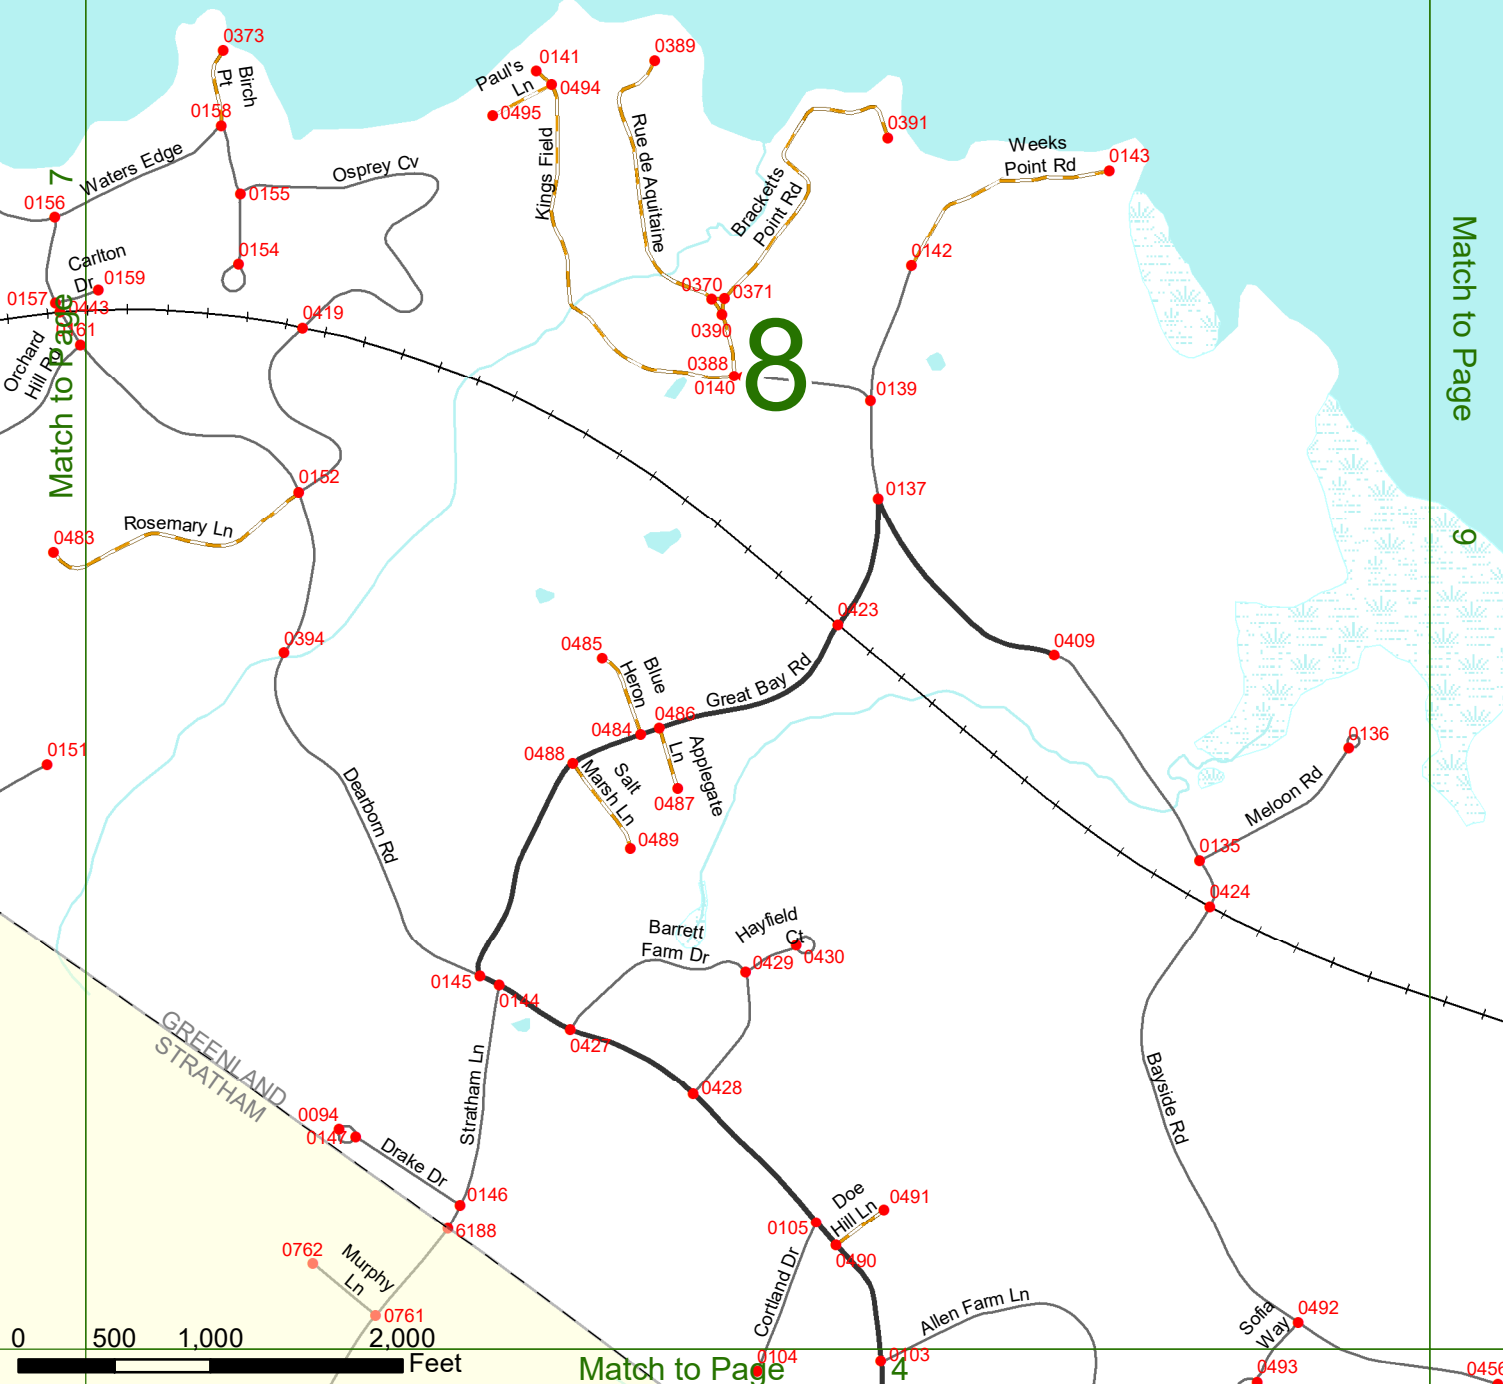 0373
Birch
Pt
0158
Waters Edge
0156
7
Osprey Cv
0155
0154
Carlton
Dr
0159
0157
0443
0161
Orchard
Hill Rd
Match to Page
0419
0152
Rosemary Ln
0483
0394
0151
Paul's
Ln
0141
0494
0495
Kings Field
0389
Rue de Aquitaine
Bracketts
Point Rd
0391
0370
0371
0390
0388
0140
8
Weeks
Point Rd
0143
0142
0139
0137
Match to Page
9
0423
0409
0485
Blue
Heron
0484
0486
Great Bay Rd
0488
Salt
Marsh Ln
Applegate
Ln
0487
0489
0136
Meloon Rd
0135
0424
Dearborn Rd
Barrett
Farm Dr
Hayfield
Ct
0429
0430
0145
0144
0427
0428
GREENLAND
STRATHAM
Stratham Ln
0094
0147
Drake Dr
0146
6188
0762
Murphy
Ln
0761
Bayside Rd
Doe
Hill Ln
0491
0105
0490
Cortland Dr
Allen Farm Ln
0103
0104
Sofia
Way
0492
0493
0456
0 500 1,000 2,000
Feet
Match to Page 4